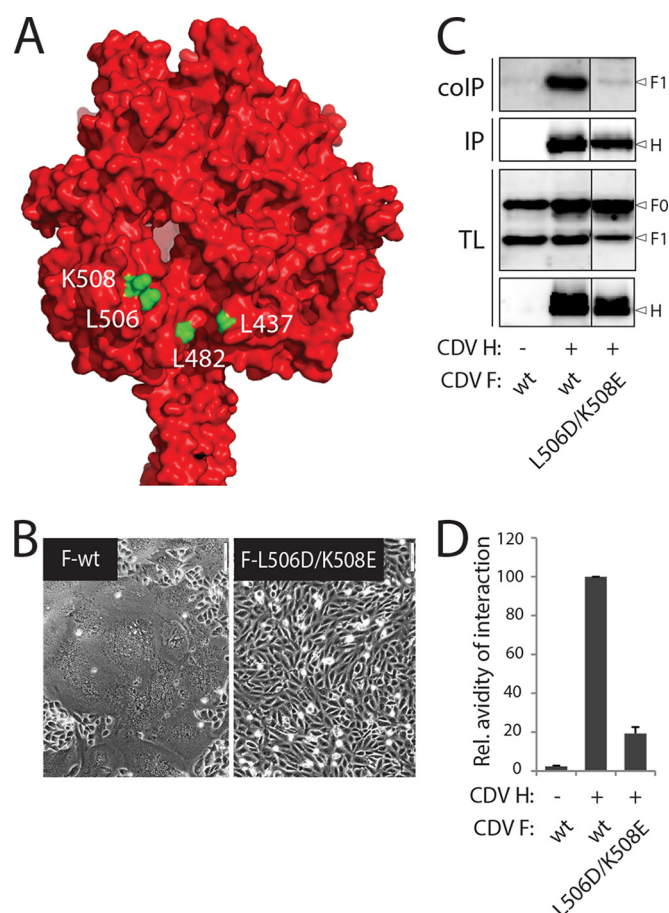 A
K508
L506
L482
L437
B
F-wt
F-L506D/K508E
C
coIP
F1
IP
H
TL
F0
F1
H
CDV H: - + +
CDV F: wt wt L506D/K508E
D
Rel. avidity of interaction
120
100
80
60
40
20
0
CDV H: - + +
CDV F: wt wt L506D/K508E